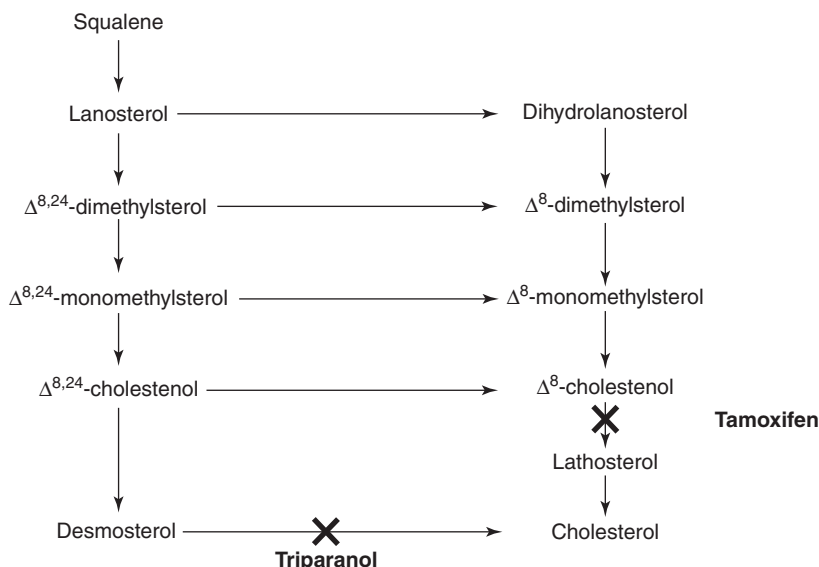 Squalene
Lanosterol
Dihydrolanosterol
Δ8,24-dimethylsterol
Δ8-dimethylsterol
Δ8,24-monomethylsterol
Δ8-monomethylsterol
Δ8,24-cholestenol
Δ8-cholestenol
Tamoxifen
Lathosterol
Desmosterol
Cholesterol
Triparanol